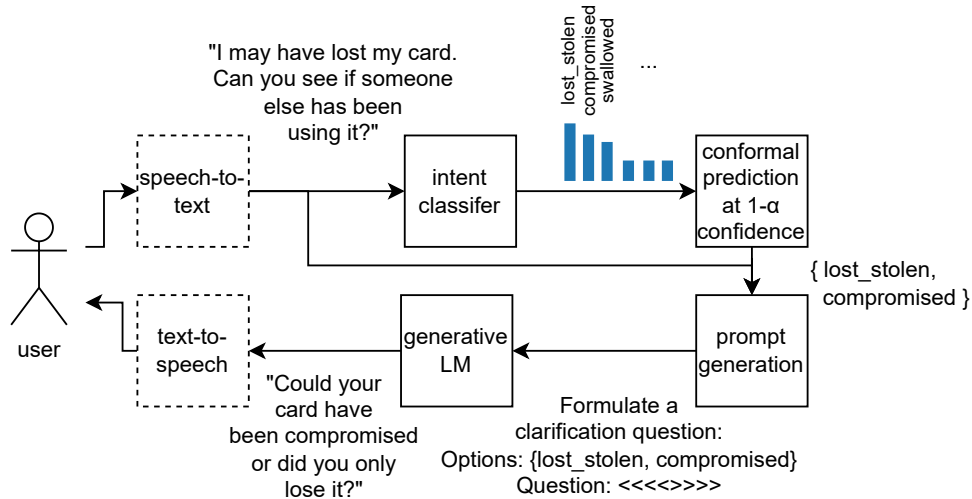 "I may have lost my card.
Can you see if someone
else has been
using it?"
lost_stolen
compromised
swallowed
...
speech-to-
text
intent
classifer
conformal
prediction
at 1-α
confidence
{ lost_stolen,
compromised }
user
text-to-
speech
generative
LM
prompt
generation
"Could your
card have
been compromised
or did you only
lose it?"
Formulate a
clarification question:
Options: {lost_stolen, compromised}
Question: <<<<>>>>